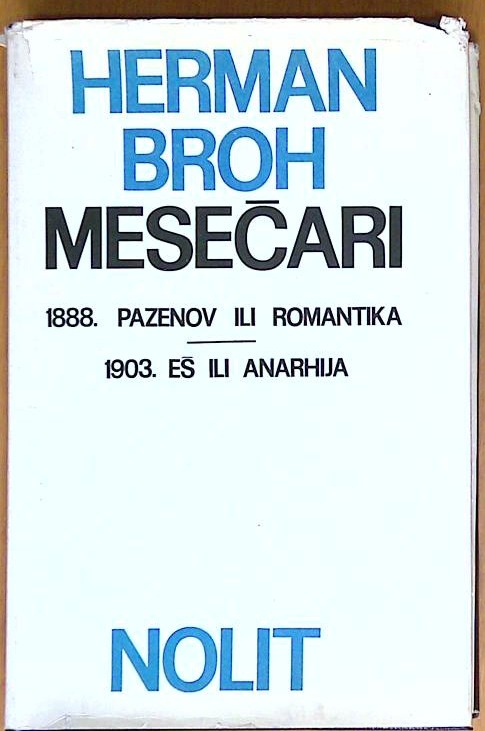 HERMAN
BROH
MESEČARI
1888. PAZENOV ILI ROMANTIKA
1903. EŠ ILI ANARHIJA
NOLIT